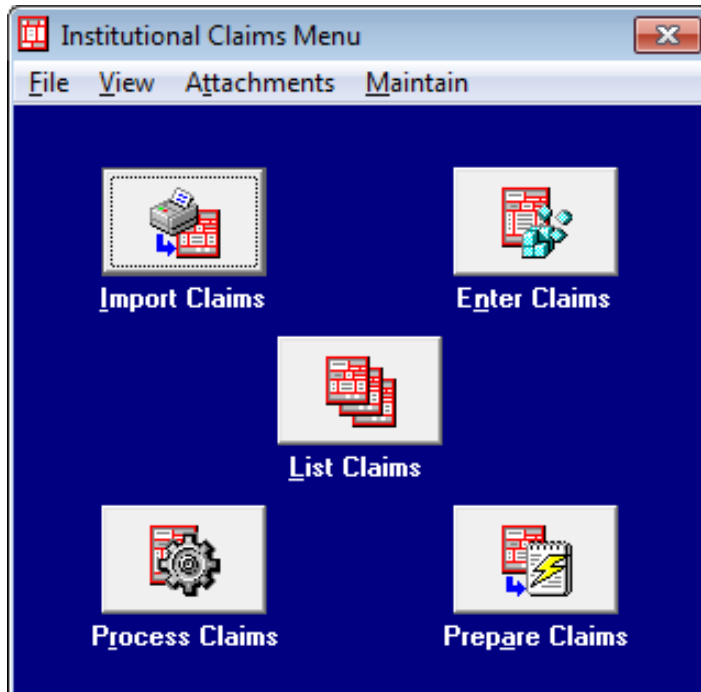 Institutional Claims Menu
File View Attachments Maintain
Import Claims Enter Claims
List Claims
Process Claims Prepare Claims